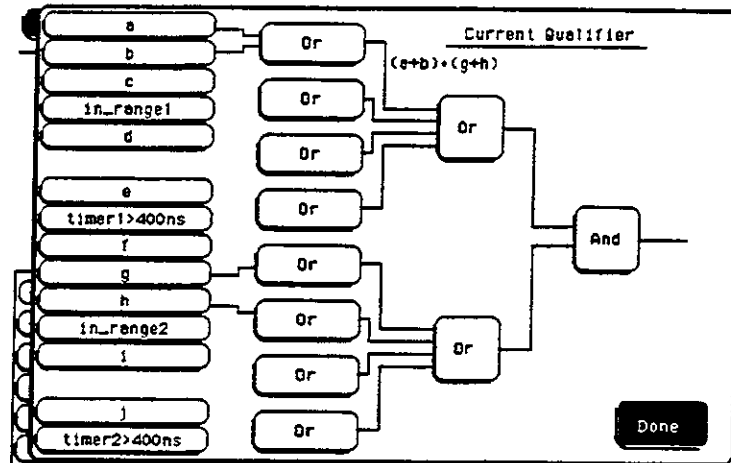 a
b
c
in_range1
d
e
timer1>400ns
f
g
h
in_range2
i
j
timer2>400ns
Or
Or
Or
Or
Or
Or
Or
Or
Or
Or
And
Current Qualifier
(a+b)•(g+h)
Done